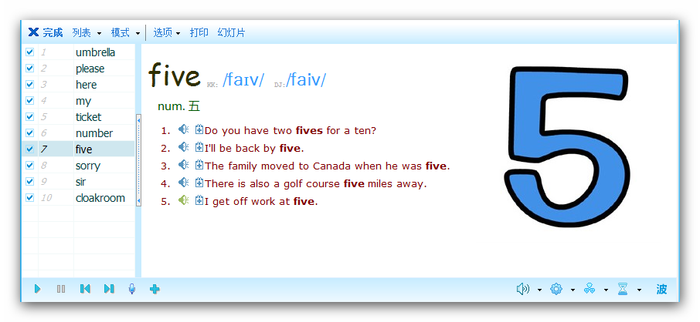 完成 列表 模式 选项 打印 幻灯片
1 umbrella
2 please
3 here
4 my
5 ticket
6 number
7 five
8 sorry
9 sir
10 cloakroom
five KK: /faɪv/ DJ: /faiv/
num. 五
1. Do you have two fives for a ten?
2. I'll be back by five.
3. The family moved to Canada when he was five.
4. There is also a golf course five miles away.
5. I get off work at five.
5
波